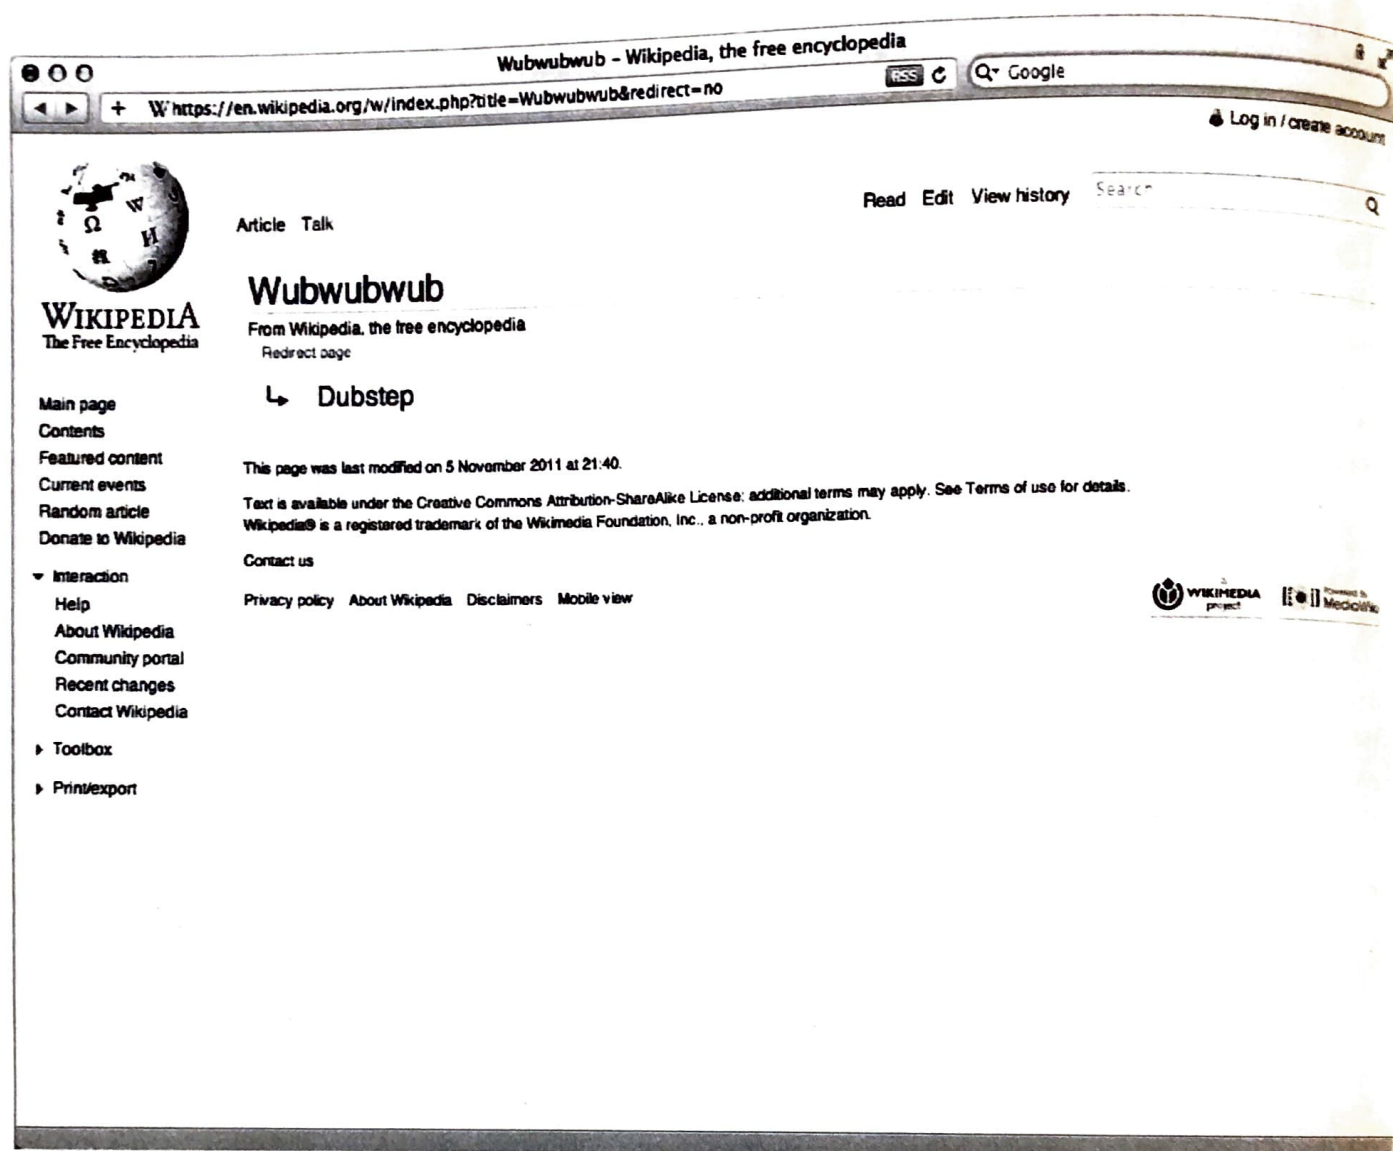 Wubwubwub – Wikipedia, the free encyclopedia
W https://en.wikipedia.org/w/index.php?title=Wubwubwub&redirect=no
RSS
Google
Log in / create account
Article Talk
Read Edit View history
Search
Wubwubwub
From Wikipedia, the free encyclopedia
Redirect page
Dubstep
This page was last modified on 5 November 2011 at 21:40.
Text is available under the Creative Commons Attribution-ShareAlike License; additional terms may apply. See Terms of use for details.
Wikipedia® is a registered trademark of the Wikimedia Foundation, Inc., a non-profit organization.
Contact us
Privacy policy About Wikipedia Disclaimers Mobile view
WIKIPEDIA
The Free Encyclopedia
Main page
Contents
Featured content
Current events
Random article
Donate to Wikipedia
Interaction
Help
About Wikipedia
Community portal
Recent changes
Contact Wikipedia
Toolbox
Print/export
A
WIKIMEDIA
project
Powered By
MediaWiki